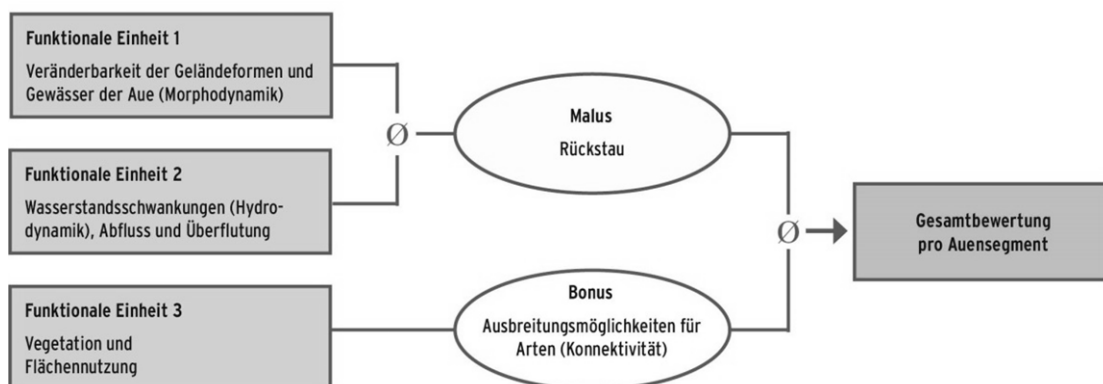 Funktionale Einheit 1
Veränderbarkeit der Geländeformen und
Gewässer der Aue (Morphodynamik)
Ø
Malus
Rückstau
Funktionale Einheit 2
Wasserstandsschwankungen (Hydro-
dynamik), Abfluss und Überflutung
Ø
Gesamtbewertung
pro Auensegment
Funktionale Einheit 3
Vegetation und
Flächennutzung
Bonus
Ausbreitungsmöglichkeiten für
Arten (Konnektivität)